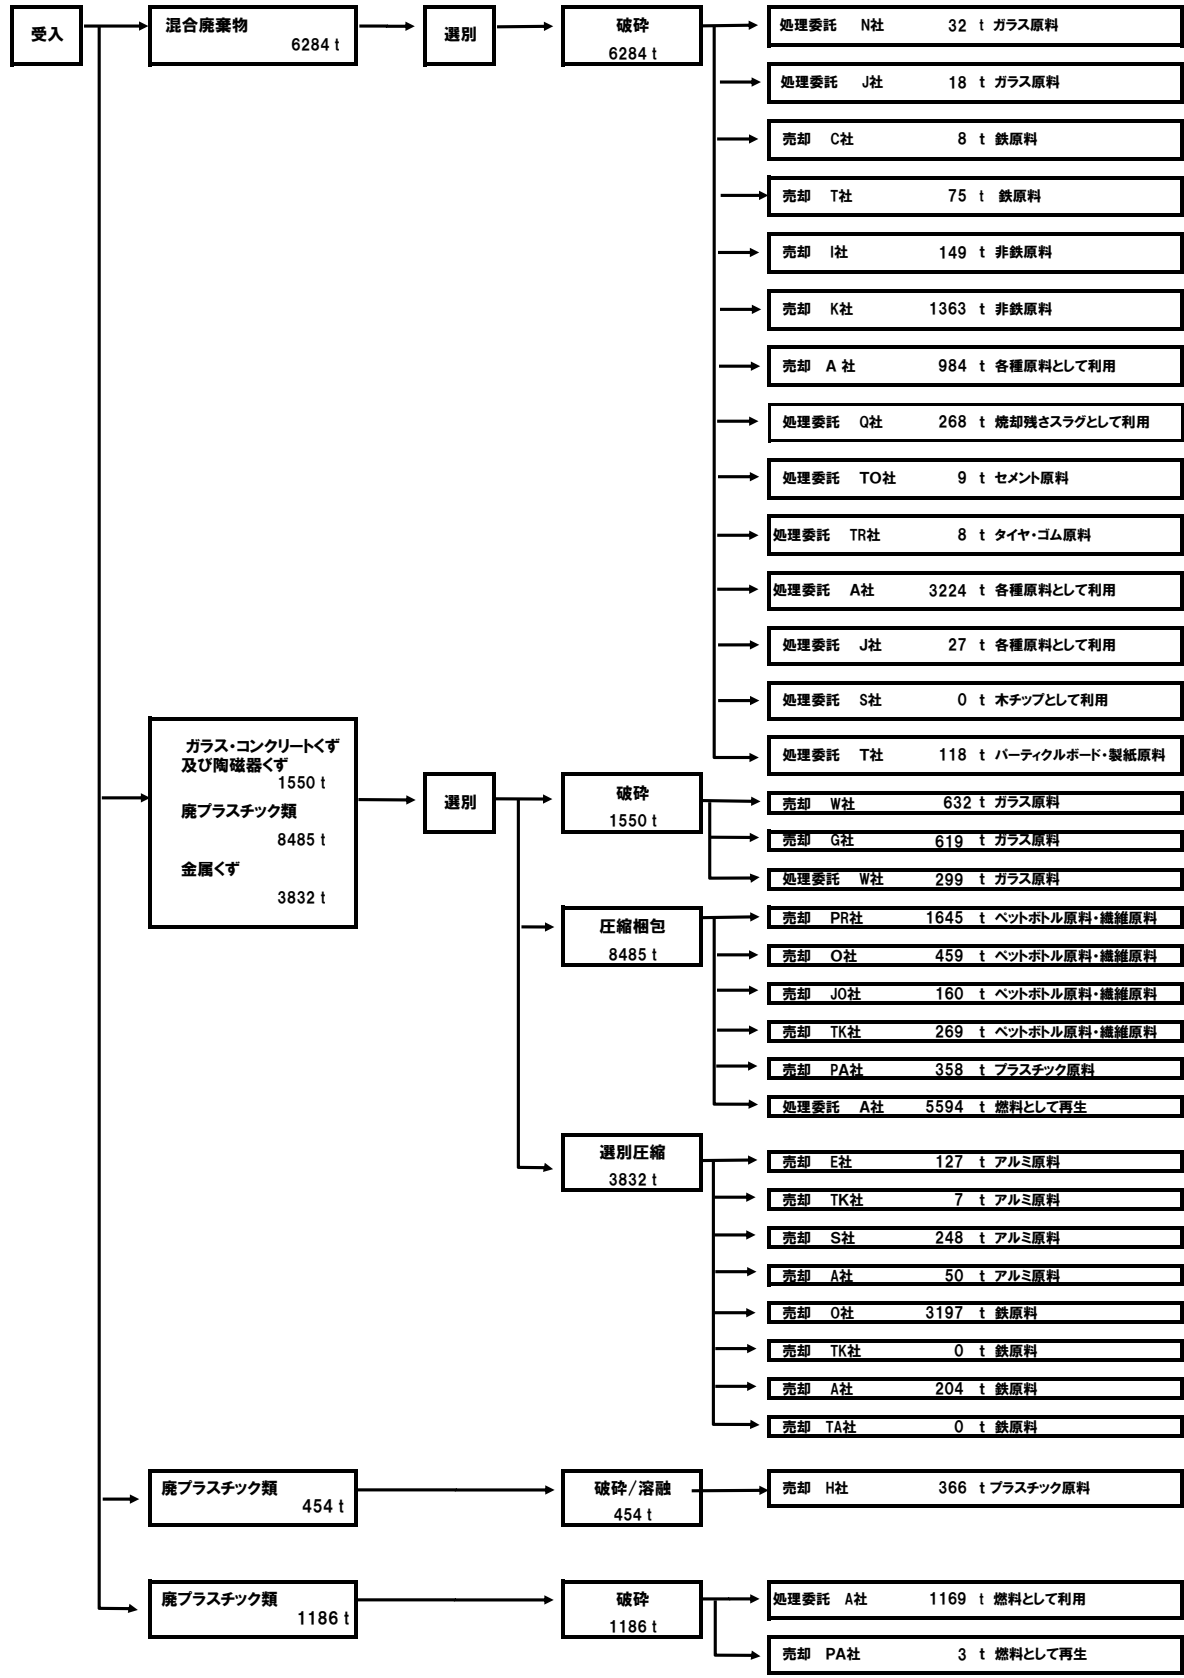 受入
混合廃棄物
6284 t
選別
破砕
6284 t
処理委託 N社 32 t ガラス原料
処理委託 J社 18 t ガラス原料
売却 C社 8 t 鉄原料
売却 T社 75 t 鉄原料
売却 I社 149 t 非鉄原料
売却 K社 1363 t 非鉄原料
売却 A 社 984 t 各種原料として利用
処理委託 Q社 268 t 焼却残さスラグとして利用
処理委託 TO社 9 t セメント原料
処理委託 TR社 8 t タイヤ・ゴム原料
処理委託 A社 3224 t 各種原料として利用
処理委託 J社 27 t 各種原料として利用
処理委託 S社 0 t 木チップとして利用
処理委託 T社 118 t パーティクルボード・製紙原料
ガラス・コンクリートくず
及び陶磁器くず
1550 t
廃プラスチック類
8485 t
金属くず
3832 t
選別
破砕
1550 t
売却 W社 632 t ガラス原料
売却 G社 619 t ガラス原料
処理委託 W社 299 t ガラス原料
圧縮梱包
8485 t
売却 PR社 1645 t ペットボトル原料・繊維原料
売却 O社 459 t ペットボトル原料・繊維原料
売却 JO社 160 t ペットボトル原料・繊維原料
売却 TK社 269 t ペットボトル原料・繊維原料
売却 PA社 358 t プラスチック原料
処理委託 A社 5594 t 燃料として再生
選別圧縮
3832 t
売却 E社 127 t アルミ原料
売却 TK社 7 t アルミ原料
売却 S社 248 t アルミ原料
売却 A社 50 t アルミ原料
売却 O社 3197 t 鉄原料
売却 TK社 0 t 鉄原料
売却 A社 204 t 鉄原料
売却 TA社 0 t 鉄原料
廃プラスチック類
454 t
破砕/溶融
454 t
売却 H社 366 t プラスチック原料
廃プラスチック類
1186 t
破砕
1186 t
処理委託 A社 1169 t 燃料として利用
売却 PA社 3 t 燃料として再生